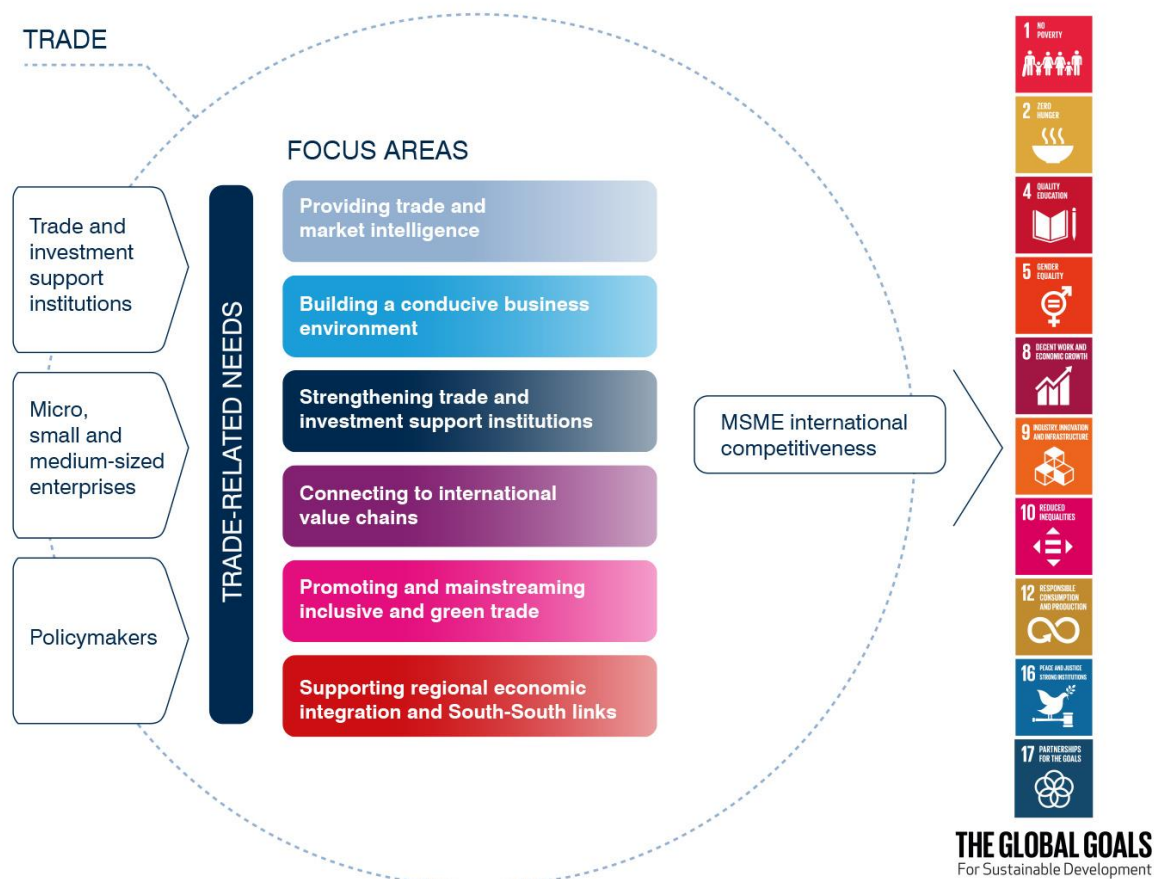 TRADE
FOCUS AREAS
Trade and
investment
support
institutions
Micro,
small and
medium-sized
enterprises
Policymakers
TRADE-RELATED NEEDS
Providing trade and
market intelligence
Building a conducive business
environment
Strengthening trade and
investment support institutions
Connecting to international
value chains
Promoting and mainstreaming
inclusive and green trade
Supporting regional economic
integration and South-South links
MSME international
competitiveness
1 NO
POVERTY
2 ZERO
HUNGER
4 QUALITY
EDUCATION
5 GENDER
EQUALITY
8 DECENT WORK AND
ECONOMIC GROWTH
9 INDUSTRY, INNOVATION
AND INFRASTRUCTURE
10 REDUCED
INEQUALITIES
12 RESPONSIBLE
CONSUMPTION
AND PRODUCTION
16 PEACE AND JUSTICE
STRONG INSTITUTIONS
17 PARTNERSHIPS
FOR THE GOALS
THE GLOBAL GOALS
For Sustainable Development